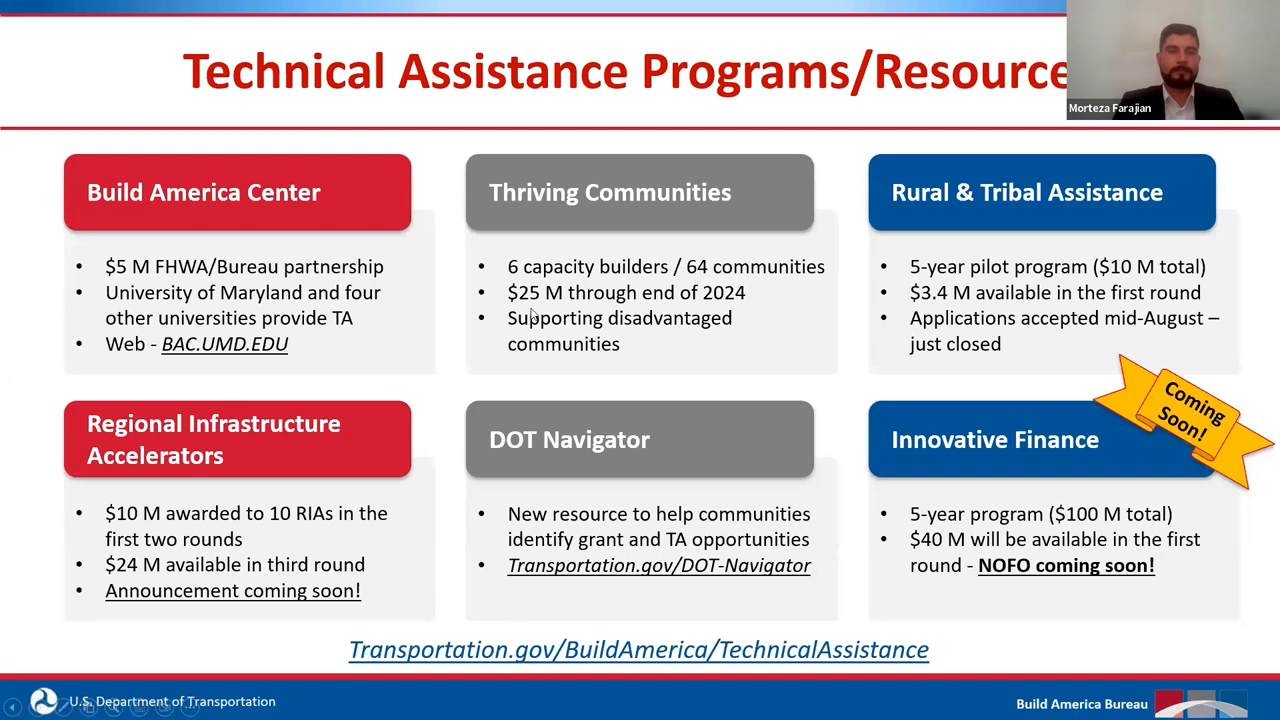 Technical Assistance Programs/Resource
Morteza Farajian
Build America Center
• $5 M FHWA/Bureau partnership
• University of Maryland and four
other universities provide TA
• Web - BAC.UMD.EDU
Thriving Communities
• 6 capacity builders / 64 communities
• $25 M through end of 2024
• Supporting disadvantaged
communities
Rural & Tribal Assistance
• 5-year pilot program ($10 M total)
• $3.4 M available in the first round
• Applications accepted mid-August –
just closed
Regional Infrastructure
Accelerators
• $10 M awarded to 10 RIAs in the
first two rounds
• $24 M available in third round
• Announcement coming soon!
DOT Navigator
• New resource to help communities
identify grant and TA opportunities
• Transportation.gov/DOT-Navigator
Innovative Finance
Coming
Soon!
• 5-year program ($100 M total)
• $40 M will be available in the first
round - NOFO coming soon!
Transportation.gov/BuildAmerica/TechnicalAssistance
U.S. Department of Transportation
Build America Bureau